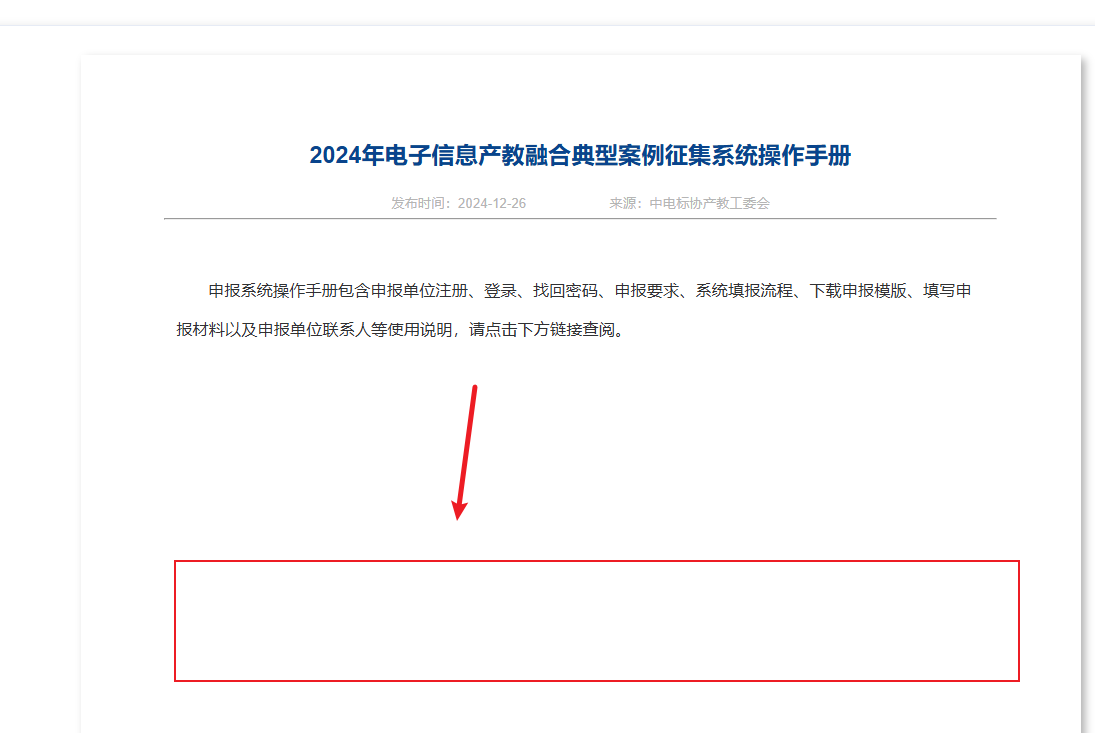 2024年电子信息产教融合典型案例征集系统操作手册
发布时间：2024-12-26 来源：中电标协产教工委会
申报系统操作手册包含申报单位注册、登录、找回密码、申报要求、系统填报流程、下载申报模版、填写申
报材料以及申报单位联系人等使用说明，请点击下方链接查阅。